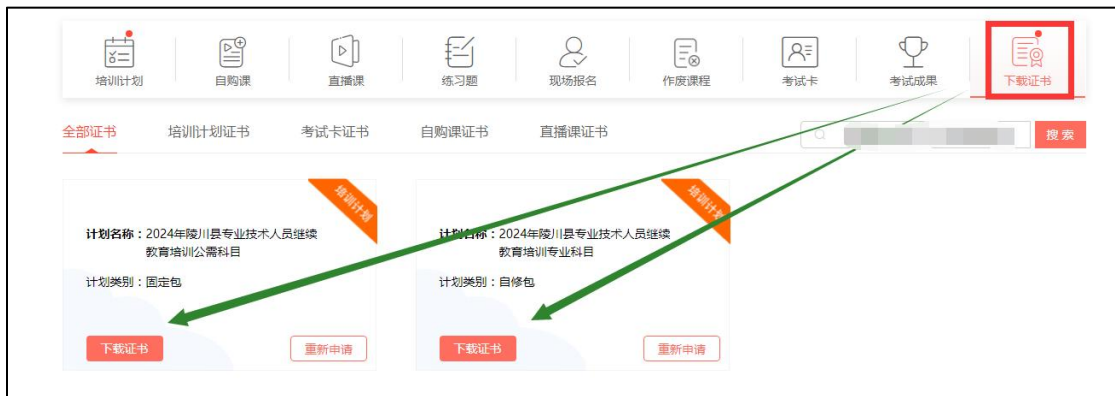 培训计划 自购课 直播课 练习题 现场报名 作废课程 考试卡 考试成果 下载证书
全部证书 培训计划证书 考试卡证书 自购课证书 直播课证书 搜索
培训计划 培训计划
计划名称：2024年陵川县专业技术人员继续
教育培训公需科目
计划类别：固定包
下载证书 重新申请
计划名称：2024年陵川县专业技术人员继续
教育培训专业科目
计划类别：自修包
下载证书 重新申请